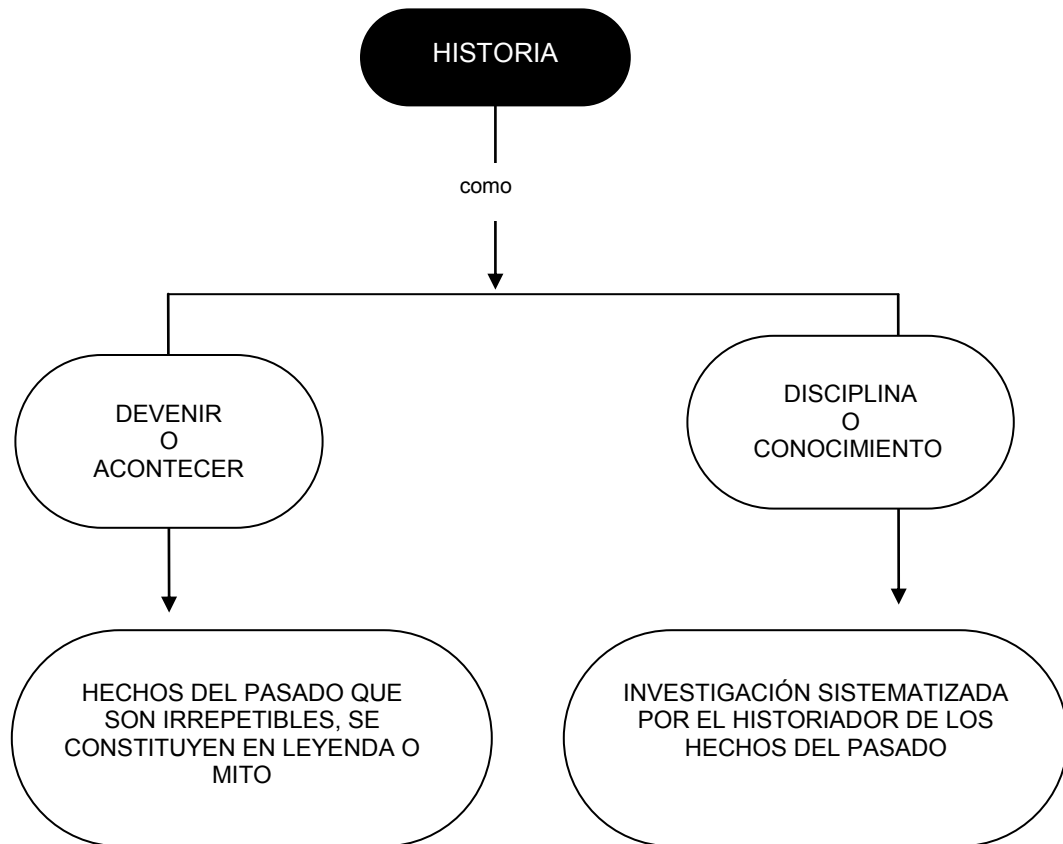 HISTORIA
como
DEVENIR
O
ACONTECER
DISCIPLINA
O
CONOCIMIENTO
HECHOS DEL PASADO QUE
SON IRREPETIBLES, SE
CONSTITUYEN EN LEYENDA O
MITO
INVESTIGACIÓN SISTEMATIZADA
POR EL HISTORIADOR DE LOS
HECHOS DEL PASADO